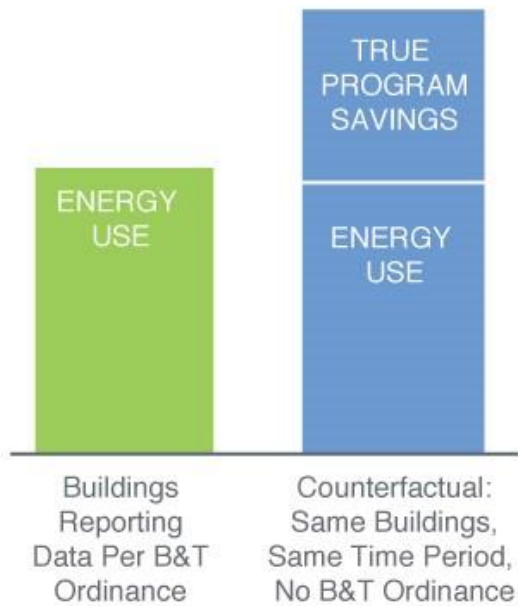 ENERGY
USE
TRUE
PROGRAM
SAVINGS
ENERGY
USE
Buildings
Reporting
Data Per B&T
Ordinance
Counterfactual:
Same Buildings,
Same Time Period,
No B&T Ordinance